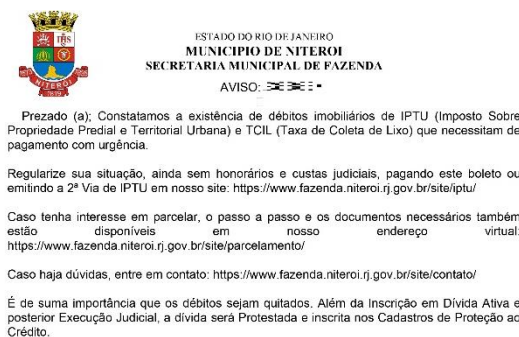 ESTADO DO RIO DE JANEIRO
MUNICIPIO DE NITEROI
SECRETARIA MUNICIPAL DE FAZENDA
AVISO:
Prezado (a); Constatamos a existência de débitos imobiliários de IPTU (Imposto Sobre
Propriedade Predial e Territorial Urbana) e TCIL (Taxa de Coleta de Lixo) que necessitam de
pagamento com urgência.
Regularize sua situação, ainda sem honorários e custas judiciais, pagando este boleto ou
emitindo a 2ª Via de IPTU em nosso site: https://www.fazenda.niteroi.rj.gov.br/site/iptu/
Caso tenha interesse em parcelar, o passo a passo e os documentos necessários também
estão disponíveis em nosso endereço virtual:
https://www.fazenda.niteroi.rj.gov.br/site/parcelamento/
Caso haja dúvidas, entre em contato: https://www.fazenda.niteroi.rj.gov.br/site/contato/
É de suma importância que os débitos sejam quitados. Além da Inscrição em Dívida Ativa e
posterior Execução Judicial, a dívida será Protestada e inscrita nos Cadastros de Proteção ao
Crédito.
NITEROI